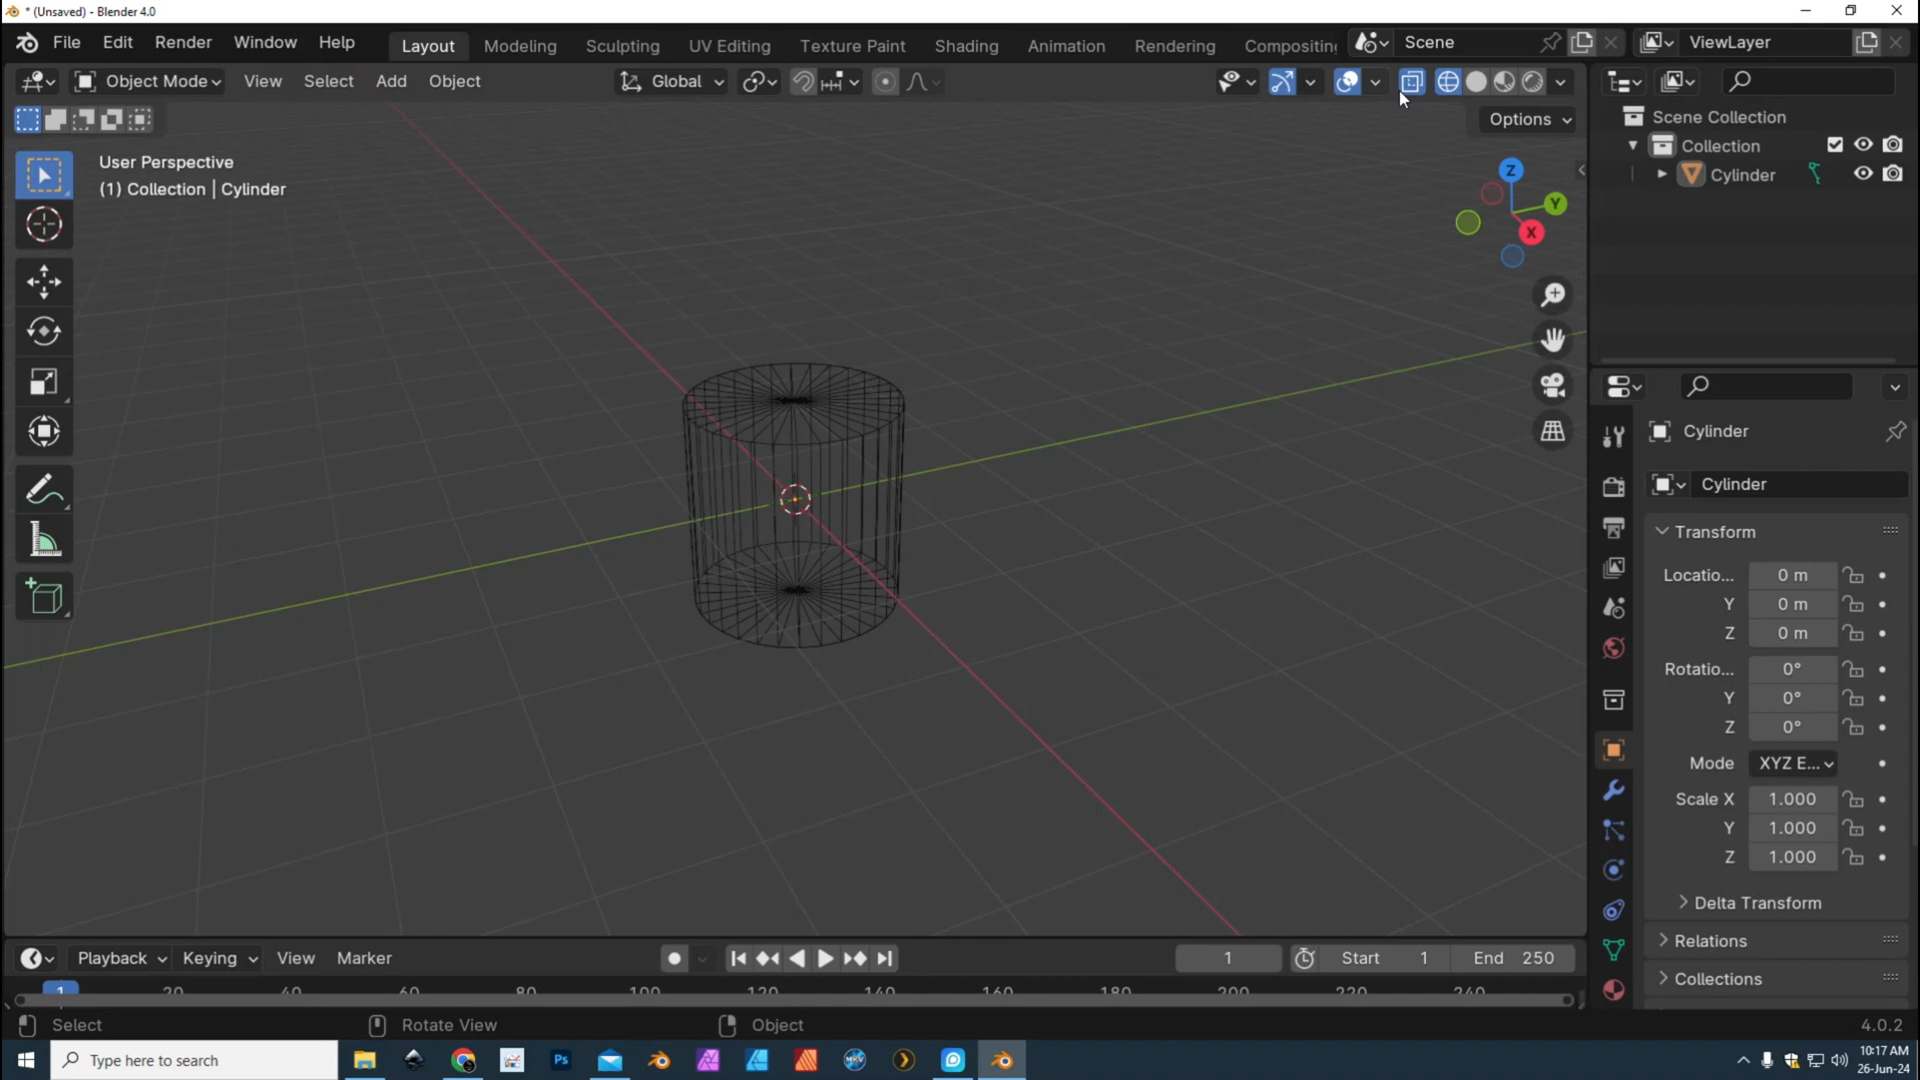 * (Unsaved) - Blender 4.0
File Edit Render Window Help Layout Modeling Sculpting UV Editing Texture Paint Shading Animation Rendering Compositing Scene ViewLayer
Object Mode View Select Add Object Global
Options
Scene Collection
Collection
Cylinder
User Perspective
(1) Collection | Cylinder
Z
Y
X
Cylinder
Cylinder
Transform
Locatio... 0 m
Y 0 m
Z 0 m
Rotatio... 0°
Y 0°
Z 0°
Mode XYZ E...
Scale X 1.000
Y 1.000
Z 1.000
Delta Transform
Relations
Collections
Playback Keying View Marker 1 Start 1 End 250
1 20 40 60 80 100 120 140 160 180 200 220 240
Select Rotate View Object 4.0.2
Type here to search Ps MKV 10:17 AM
26-Jun-24